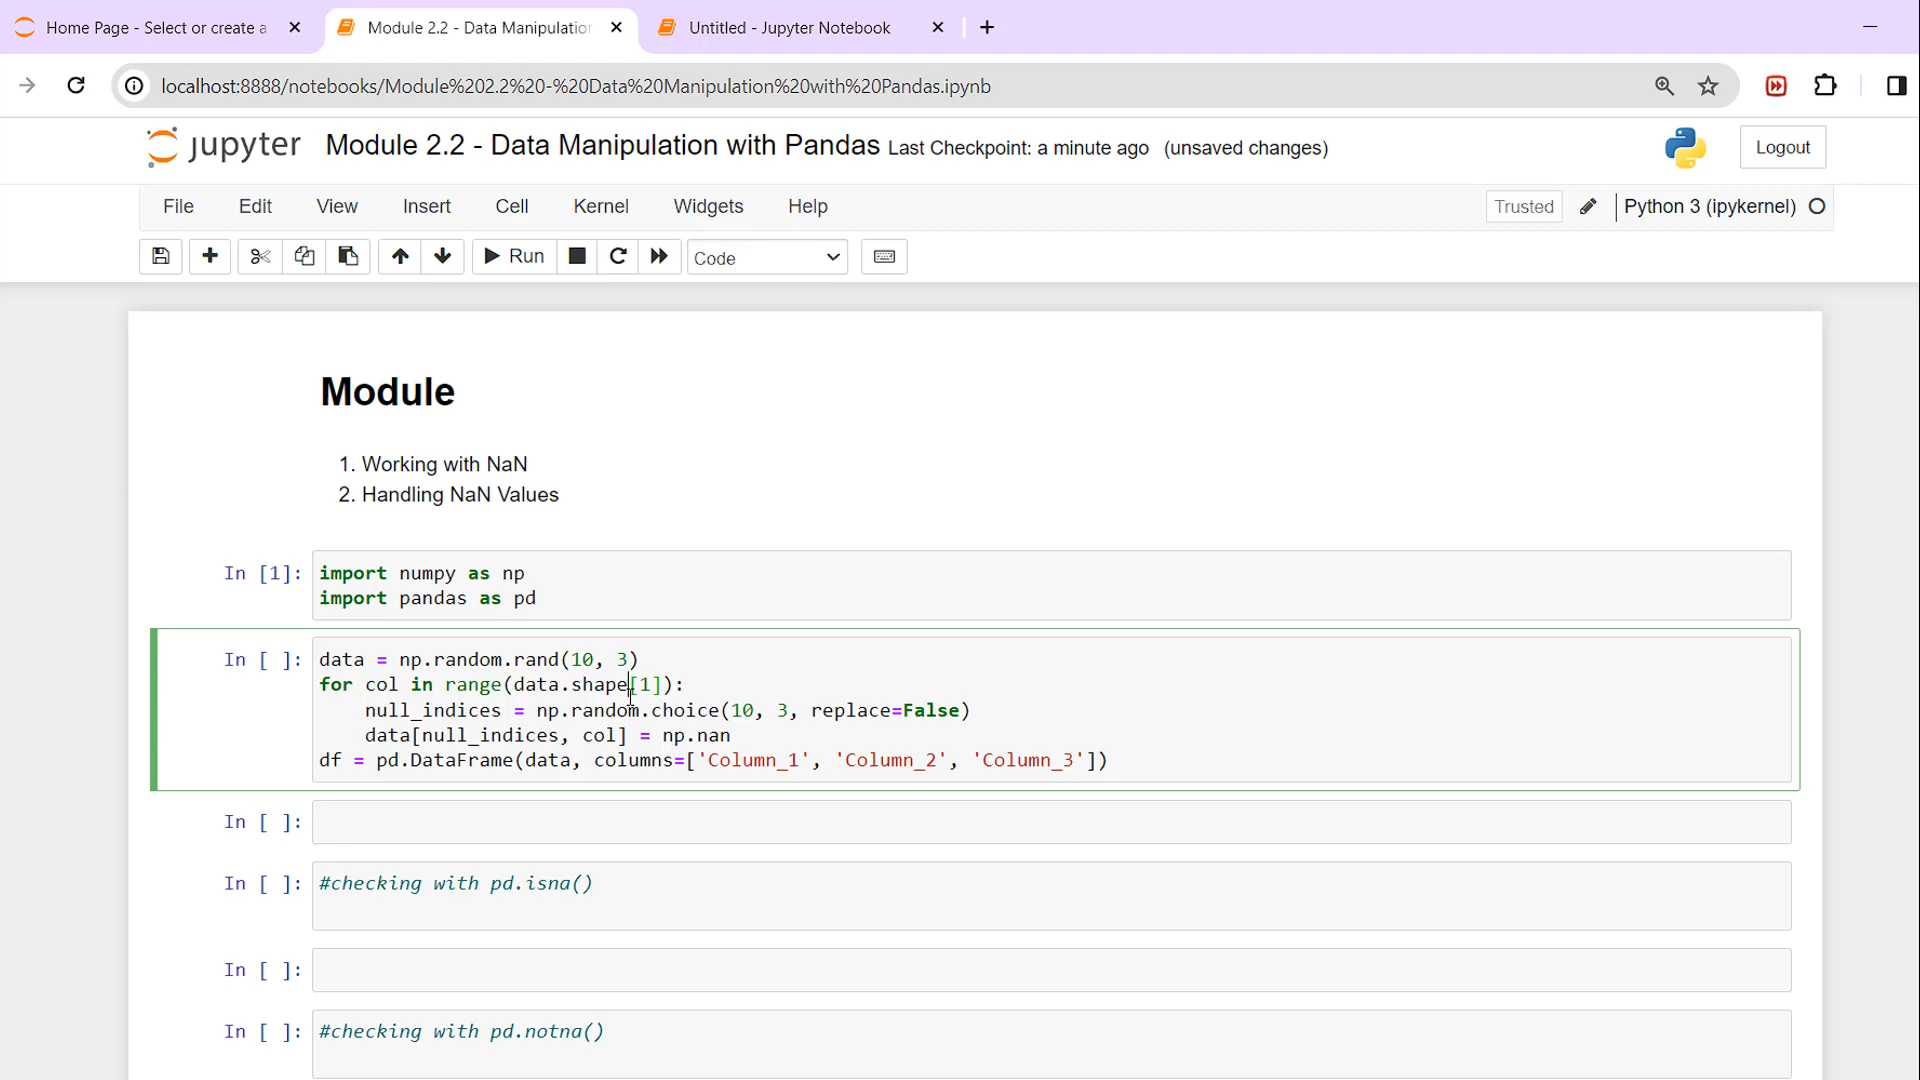 Home Page - Select or create a
Module 2.2 - Data Manipulation
Untitled - Jupyter Notebook
localhost:8888/notebooks/Module%202.2%20-%20Data%20Manipulation%20with%20Pandas.ipynb
jupyter Module 2.2 - Data Manipulation with Pandas Last Checkpoint: a minute ago (unsaved changes)
Logout
File Edit View Insert Cell Kernel Widgets Help
Trusted Python 3 (ipykernel)
Run Code
Module
1. Working with NaN
2. Handling NaN Values
In [1]: import numpy as np
import pandas as pd
In [ ]: data = np.random.rand(10, 3)
for col in range(data.shape[1]):
    null_indices = np.random.choice(10, 3, replace=False)
    data[null_indices, col] = np.nan
df = pd.DataFrame(data, columns=['Column_1', 'Column_2', 'Column_3'])
In [ ]:
In [ ]: #checking with pd.isna()
In [ ]:
In [ ]: #checking with pd.notna()